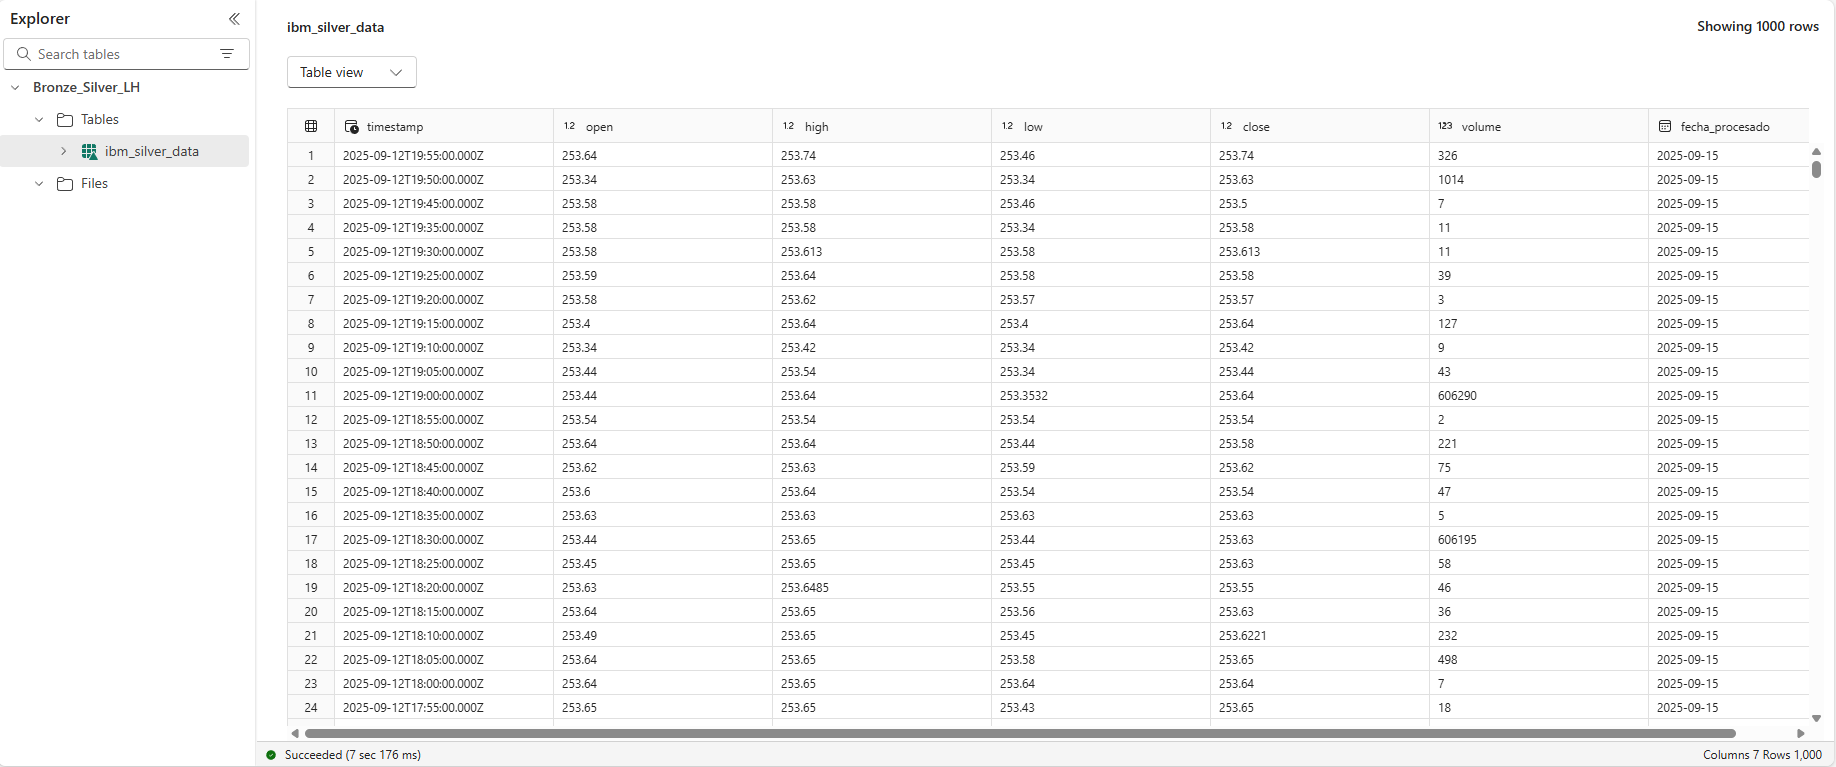 Explorer
Search tables
Bronze_Silver_LH
Tables
ibm_silver_data
Files
ibm_silver_data
Showing 1000 rows
Table view
timestamp 1.2 open 1.2 high 1.2 low 1.2 close 123 volume fecha_procesado
1 2025-09-12T19:55:00.000Z 253.64 253.74 253.46 253.74 326 2025-09-15
2 2025-09-12T19:50:00.000Z 253.34 253.63 253.34 253.63 1014 2025-09-15
3 2025-09-12T19:45:00.000Z 253.58 253.58 253.46 253.5 7 2025-09-15
4 2025-09-12T19:35:00.000Z 253.58 253.58 253.34 253.58 11 2025-09-15
5 2025-09-12T19:30:00.000Z 253.58 253.613 253.58 253.613 11 2025-09-15
6 2025-09-12T19:25:00.000Z 253.59 253.64 253.58 253.58 39 2025-09-15
7 2025-09-12T19:20:00.000Z 253.58 253.62 253.57 253.57 3 2025-09-15
8 2025-09-12T19:15:00.000Z 253.4 253.64 253.4 253.64 127 2025-09-15
9 2025-09-12T19:10:00.000Z 253.34 253.42 253.34 253.42 9 2025-09-15
10 2025-09-12T19:05:00.000Z 253.44 253.54 253.34 253.44 43 2025-09-15
11 2025-09-12T19:00:00.000Z 253.44 253.64 253.3532 253.64 606290 2025-09-15
12 2025-09-12T18:55:00.000Z 253.54 253.54 253.54 253.54 2 2025-09-15
13 2025-09-12T18:50:00.000Z 253.64 253.64 253.44 253.58 221 2025-09-15
14 2025-09-12T18:45:00.000Z 253.62 253.63 253.59 253.62 75 2025-09-15
15 2025-09-12T18:40:00.000Z 253.6 253.64 253.54 253.54 47 2025-09-15
16 2025-09-12T18:35:00.000Z 253.63 253.63 253.63 253.63 5 2025-09-15
17 2025-09-12T18:30:00.000Z 253.44 253.65 253.44 253.63 606195 2025-09-15
18 2025-09-12T18:25:00.000Z 253.45 253.65 253.45 253.63 58 2025-09-15
19 2025-09-12T18:20:00.000Z 253.63 253.6485 253.55 253.55 46 2025-09-15
20 2025-09-12T18:15:00.000Z 253.64 253.65 253.56 253.63 36 2025-09-15
21 2025-09-12T18:10:00.000Z 253.49 253.65 253.45 253.6221 232 2025-09-15
22 2025-09-12T18:05:00.000Z 253.64 253.65 253.58 253.65 498 2025-09-15
23 2025-09-12T18:00:00.000Z 253.64 253.65 253.64 253.64 7 2025-09-15
24 2025-09-12T17:55:00.000Z 253.65 253.65 253.43 253.65 18 2025-09-15
Succeeded (7 sec 176 ms)
Columns 7 Rows 1,000